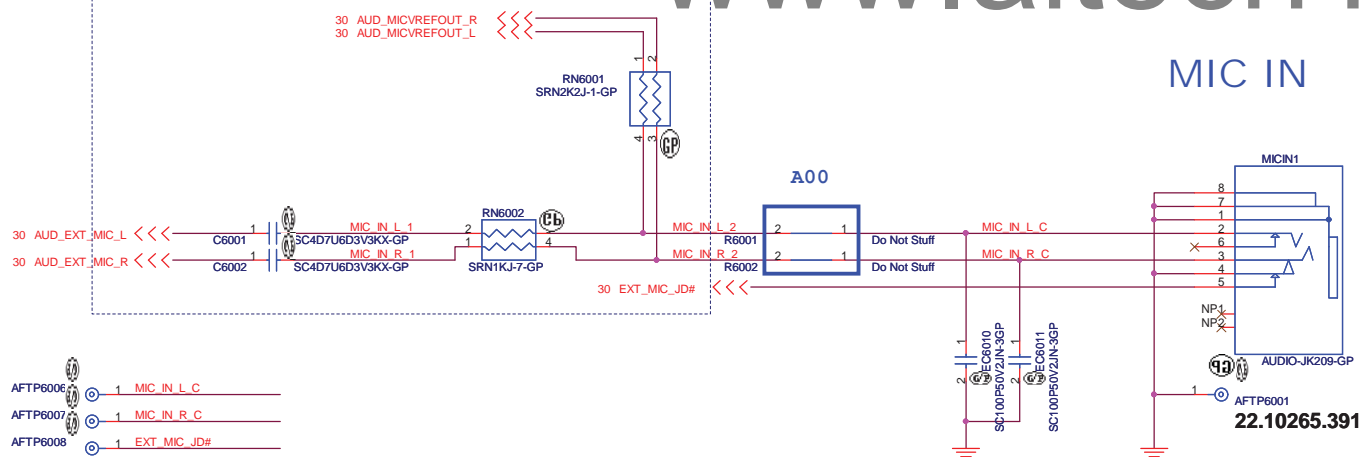 30 AUD_MICVREFOUT_R
30 AUD_MICVREFOUT_L
MIC IN
1 2
RN6001
SRN2K2J-1-GP
4 3
GP
A00
MICIN1
8
7
1
2
6
3
4
5
NP1
NP2
AUDIO-JK209-GP
30 AUD_EXT_MIC_L
1
C6001
SC4D7U6D3V3KX-GP
MIC_IN_L_1
2
RN6002
MIC_IN_L_2
2
R6001
1
Do Not Stuff
MIC_IN_L_C
30 AUD_EXT_MIC_R
1
C6002
SC4D7U6D3V3KX-GP
MIC_IN_R_1
1
4
SRN1KJ-7-GP
MIC_IN_R_2
2
R6002
1
Do Not Stuff
MIC_IN_R_C
30 EXT_MIC_JD#
1
2
EC6010
SC100P50V2JN-3GP
1
2
EC6011
SC100P50V2JN-3GP
1
AFTP6001
22.10265.391
AFTP6006 1 MIC_IN_L_C
AFTP6007 1 MIC_IN_R_C
AFTP6008 1 EXT_MIC_JD#